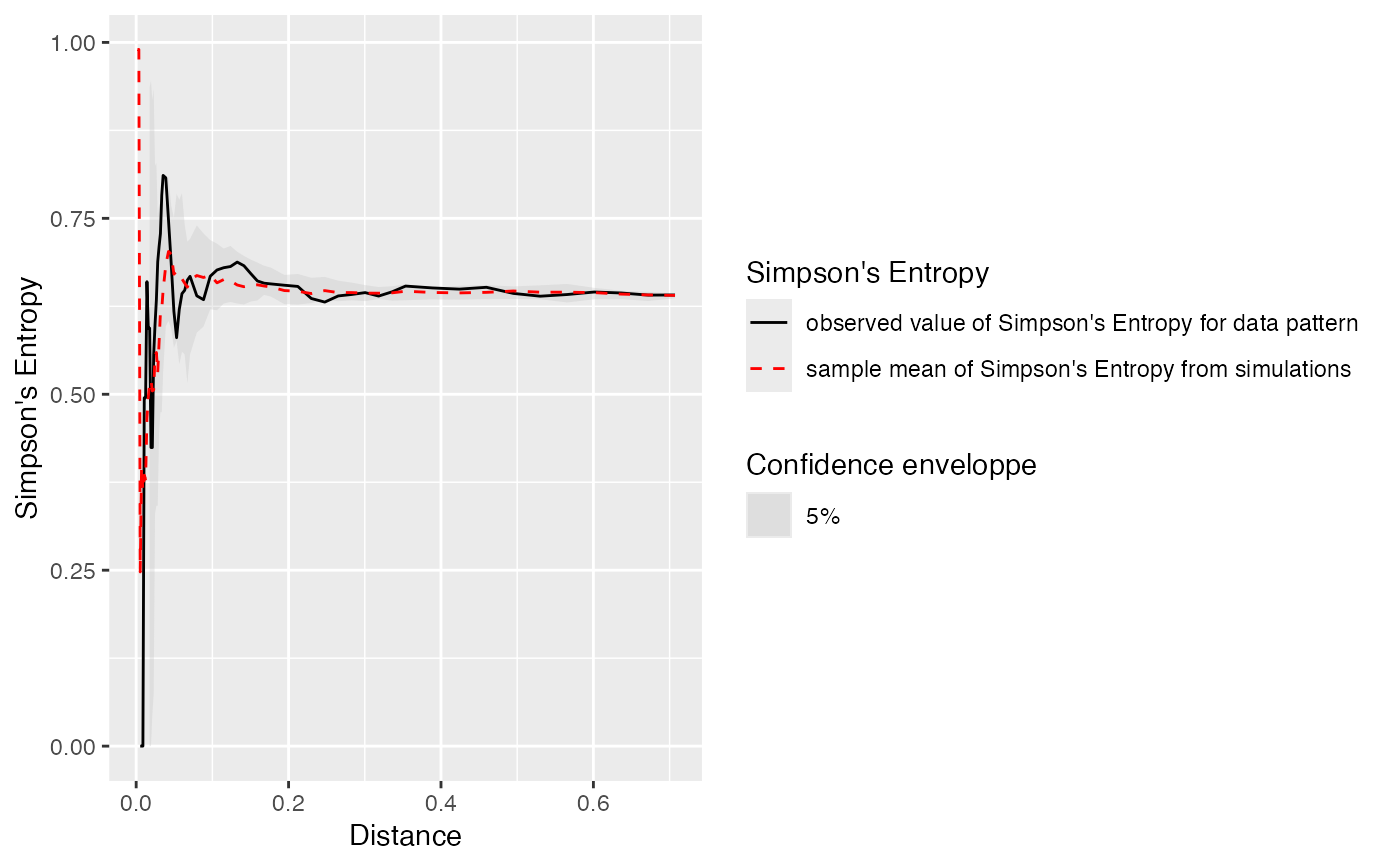 1.00
0.75
0.50
0.25
0.00
Simpson's Entropy
0.0
0.2
0.4
0.6
Distance
Simpson's Entropy
observed value of Simpson's Entropy for data pattern
sample mean of Simpson's Entropy from simulations
Confidence enveloppe
5%